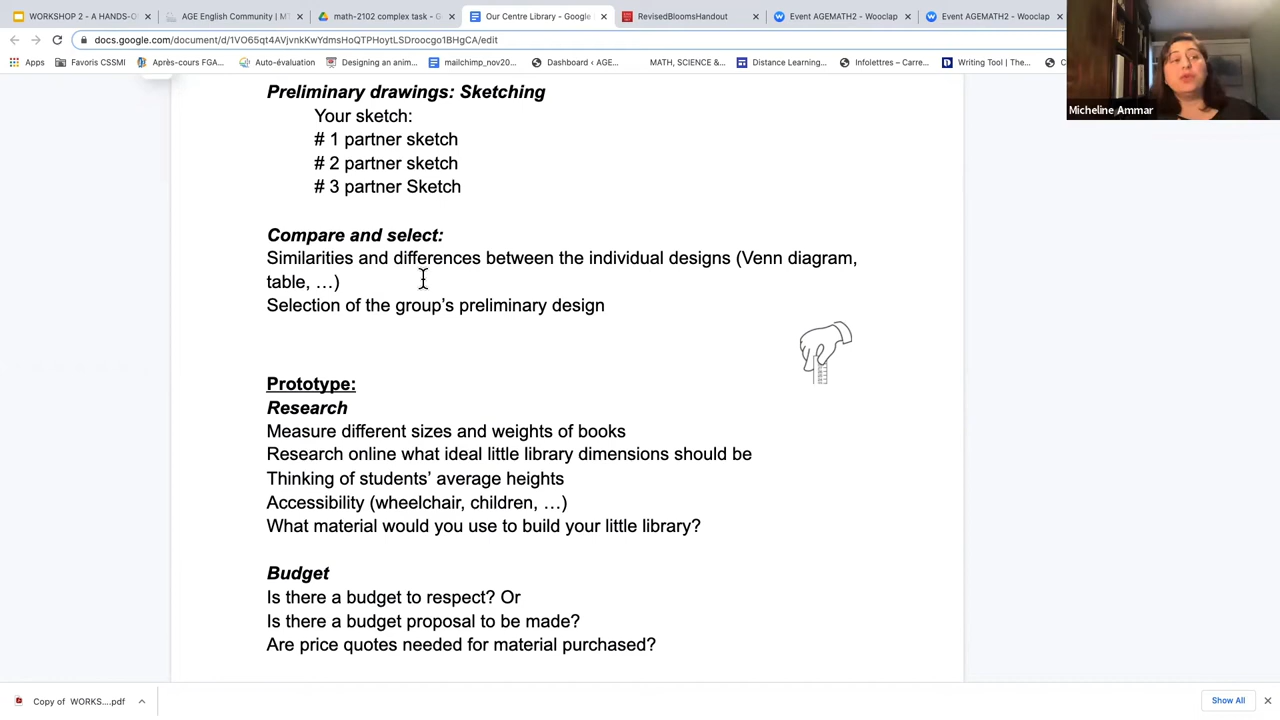 WORKSHOP 2 - A HANDS-O
AGE English Community | MT
math-2102 complex task - G
Our Centre Library - Google
RevisedBloomsHandout
Event AGEMATH2 - Wooclap
Event AGEMATH2 - Wooclap
docs.google.com/document/d/1VO65qt4AVjvnkKwYdmsHoQTPHoytLSDroocgo1BHgCA/edit
Apps
Favoris CSSMI
Après-cours FGA...
Auto-évaluation
Designing an anim...
mailchimp_nov20...
Dashboard ‹ AGE...
MATH, SCIENCE &...
Distance Learning...
Infolettres – Carre...
Writing Tool | The...
Micheline Ammar
Preliminary drawings: Sketching
Your sketch:
# 1 partner sketch
# 2 partner sketch
# 3 partner Sketch
Compare and select:
Similarities and differences between the individual designs (Venn diagram,
table, …)
Selection of the group’s preliminary design
Prototype:
Research
Measure different sizes and weights of books
Research online what ideal little library dimensions should be
Thinking of students’ average heights
Accessibility (wheelchair, children, …)
What material would you use to build your little library?
Budget
Is there a budget to respect? Or
Is there a budget proposal to be made?
Are price quotes needed for material purchased?
Copy of WORKS....pdf
Show All